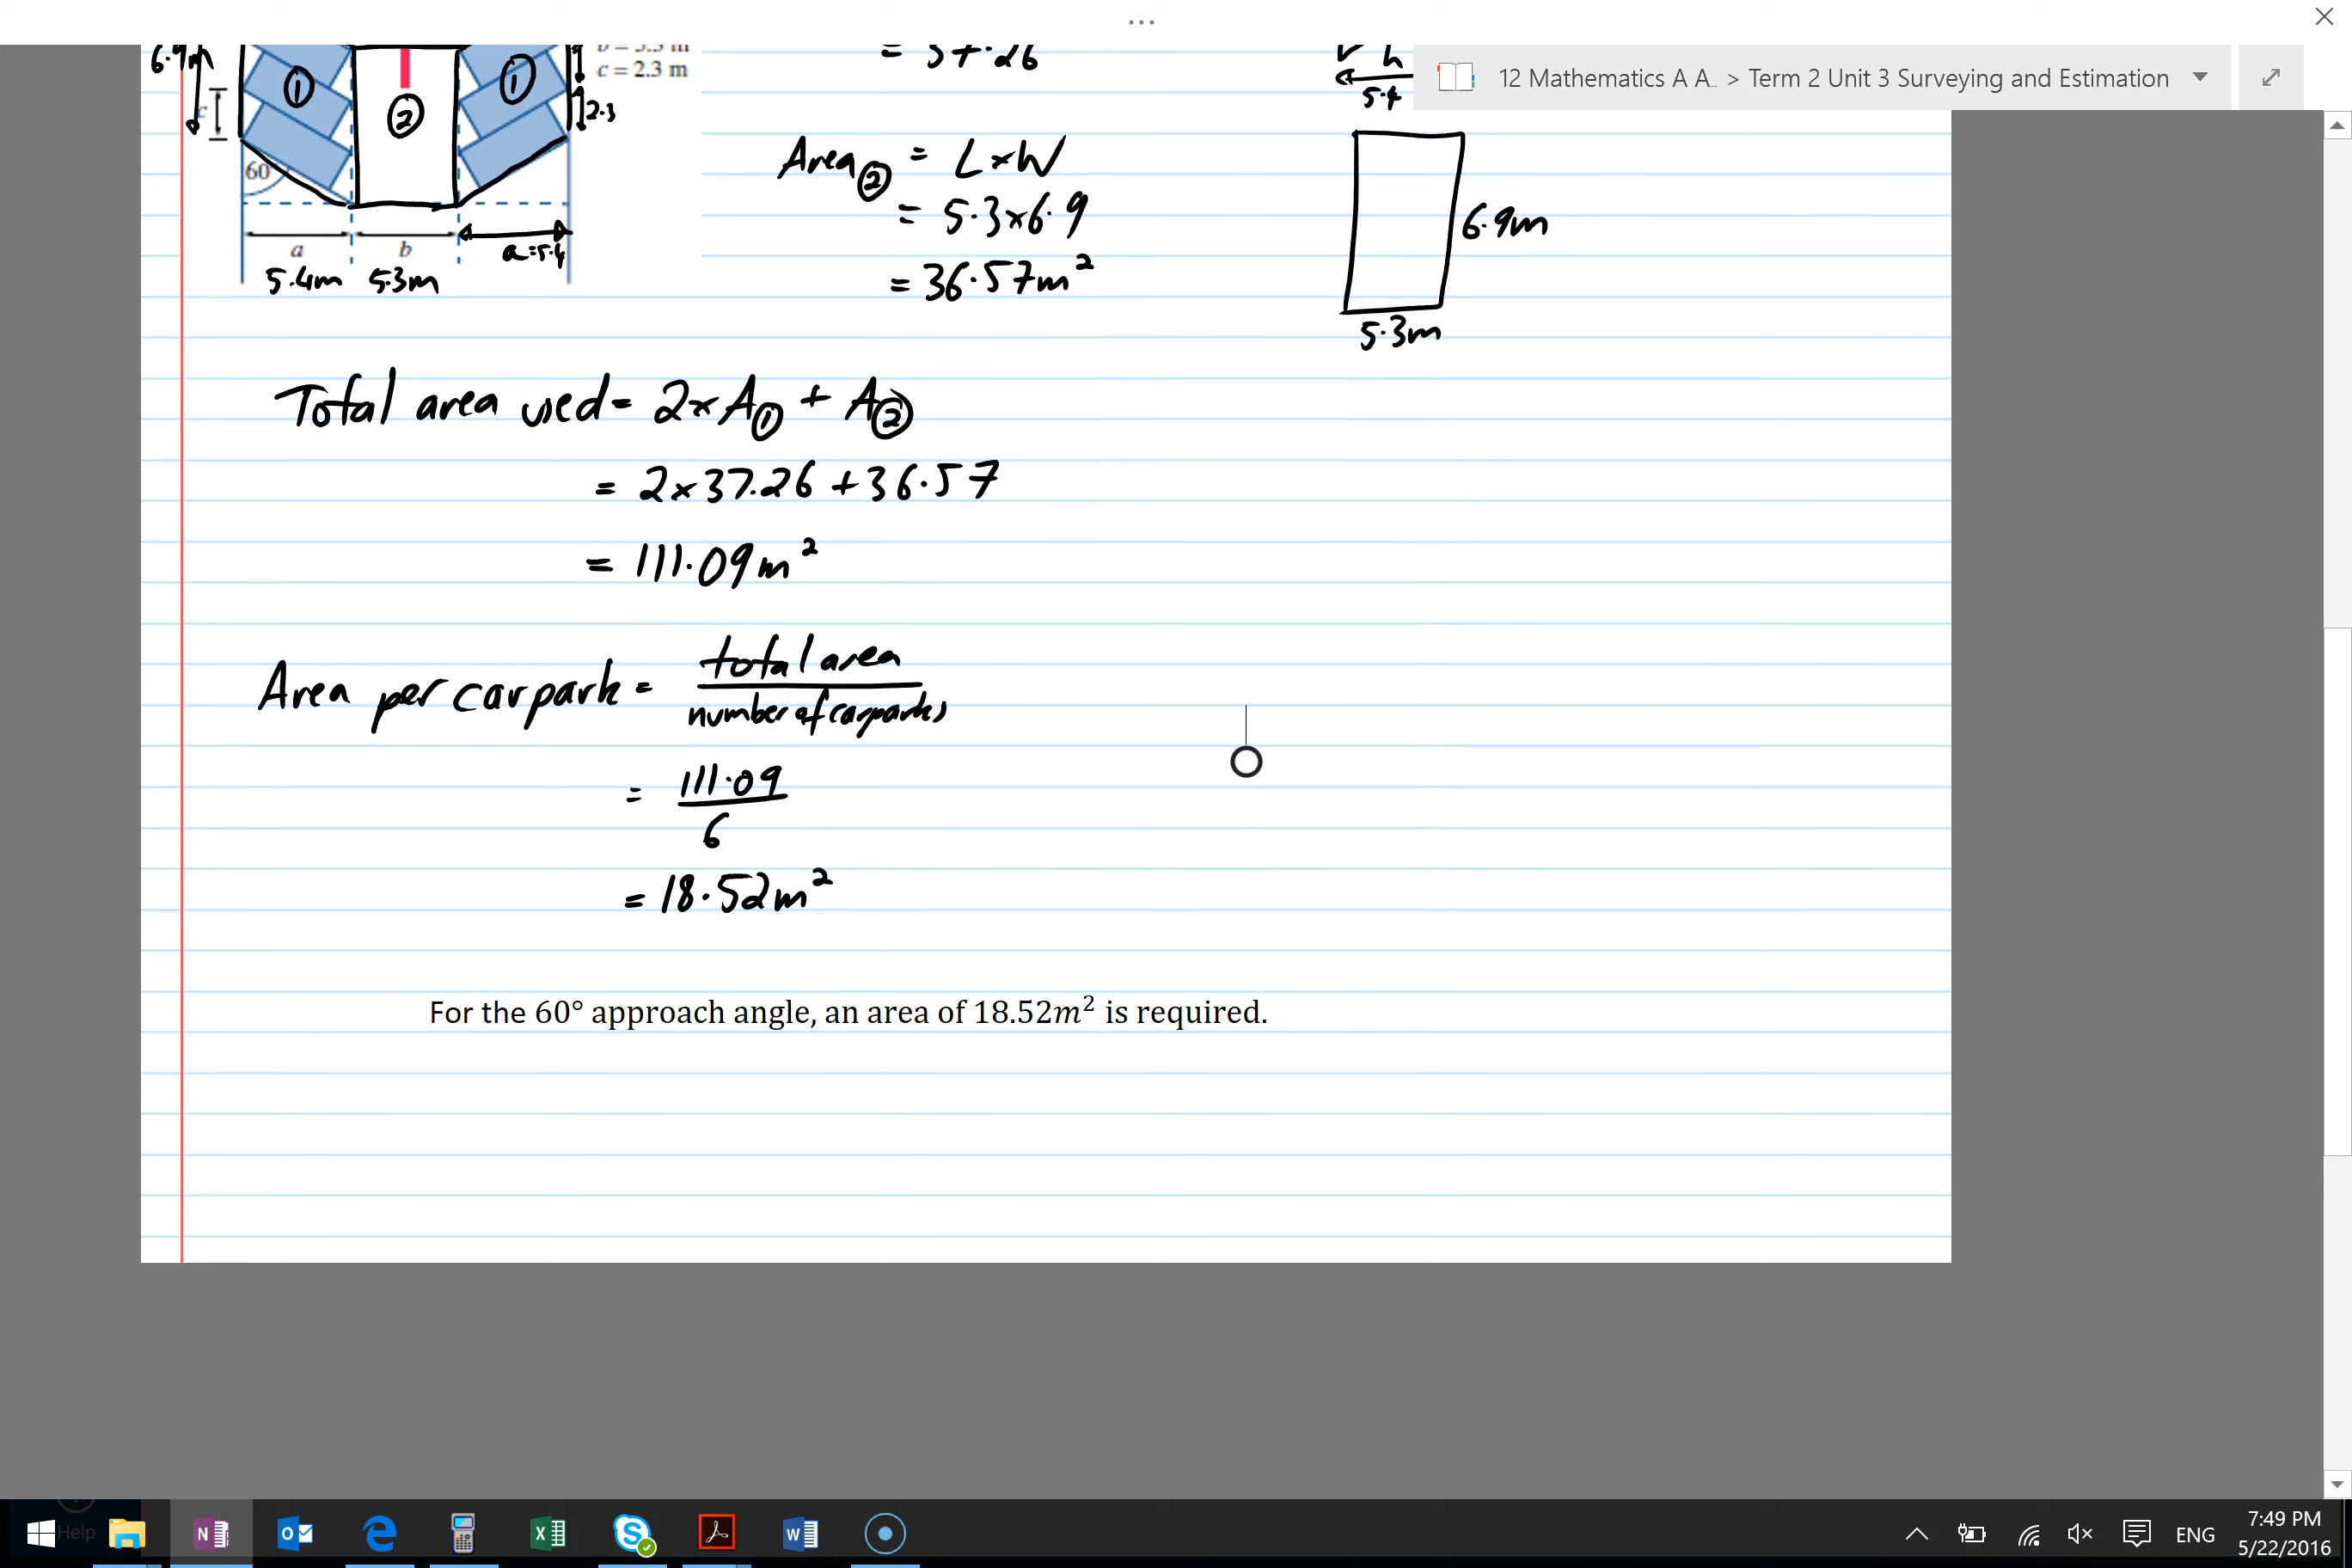 12 Mathematics A A... > Term 2 Unit 3 Surveying and Estimation
6.9m
c = 2.3 m
5.4
①
②
①
c
2.3
60
a
b
a=5.4
5.4m
5.3m
Area② = L×W
= 5.3×6.9
= 36.57m²
6.9m
5.3m
Total area used = 2×A① + A②
= 2×37.26+36.57
= 111.09m²
Area per carpark = total area
number of carparks
= 111.09
6
= 18.52m²
For the 60° approach angle, an area of 18.52m² is required.
Help
ENG
7:49 PM
5/22/2016